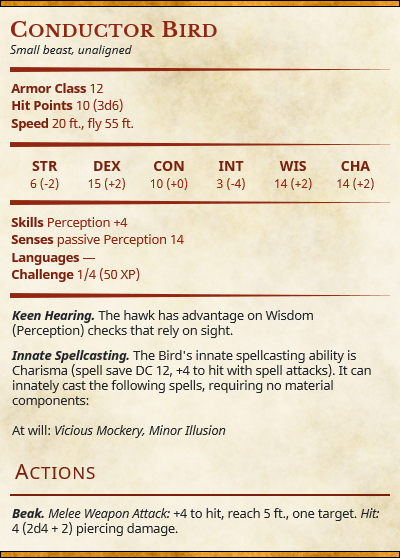 Conductor Bird
Small beast, unaligned
Armor Class 12
Hit Points 10 (3d6)
Speed 20 ft., fly 55 ft.
STR DEX CON INT WIS CHA
6 (-2) 15 (+2) 10 (+0) 3 (-4) 14 (+2) 14 (+2)
Skills Perception +4
Senses passive Perception 14
Languages —
Challenge 1/4 (50 XP)
Keen Hearing. The hawk has advantage on Wisdom
(Perception) checks that rely on sight.
Innate Spellcasting. The Bird's innate spellcasting ability is
Charisma (spell save DC 12, +4 to hit with spell attacks). It can
innately cast the following spells, requiring no material
components:
At will: Vicious Mockery, Minor Illusion
Actions
Beak. Melee Weapon Attack: +4 to hit, reach 5 ft., one target. Hit:
4 (2d4 + 2) piercing damage.